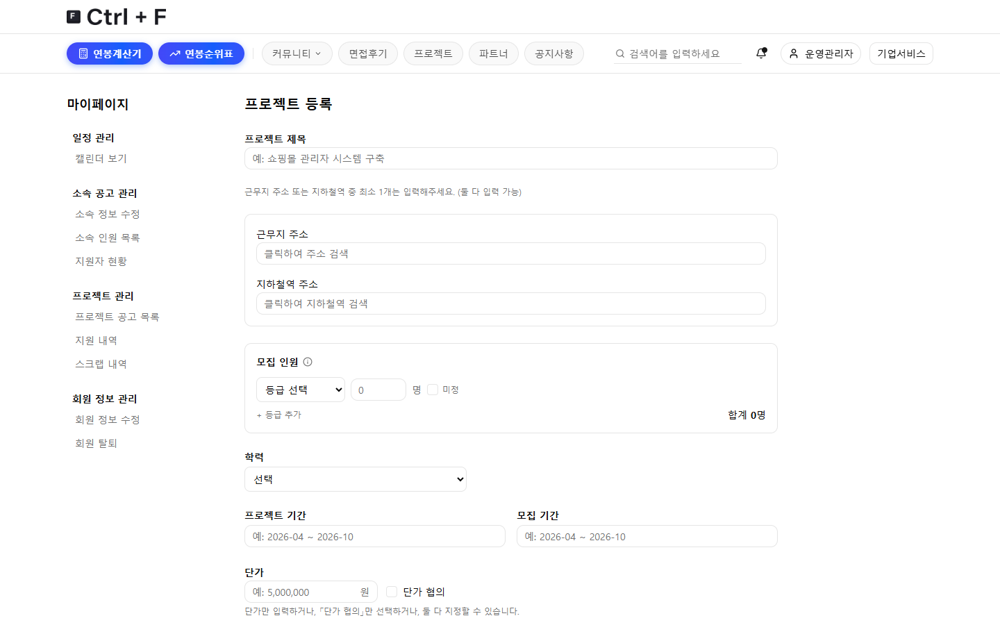 F Ctrl + F
연봉계산기 연봉순위표 커뮤니티 면접후기 프로젝트 파트너 공지사항 검색어를 입력하세요 운영관리자 기업서비스
마이페이지
일정 관리
캘린더 보기
소속 공고 관리
소속 정보 수정
소속 인원 목록
지원자 현황
프로젝트 관리
프로젝트 공고 목록
지원 내역
스크랩 내역
회원 정보 관리
회원 정보 수정
회원 탈퇴
프로젝트 등록
프로젝트 제목
예: 쇼핑몰 관리자 시스템 구축
근무지 주소 또는 지하철역 중 최소 1개는 입력해주세요. (둘 다 입력 가능)
근무지 주소
클릭하여 주소 검색
지하철역 주소
클릭하여 지하철역 검색
모집 인원
등급 선택 0 명 미정
+ 등급 추가 합계 0명
학력
선택
프로젝트 기간 모집 기간
예: 2026-04 ~ 2026-10 예: 2026-04 ~ 2026-10
단가
예: 5,000,000 원 단가 협의
단가만 입력하거나, 「단가 협의」만 선택하거나, 둘 다 지정할 수 있습니다.